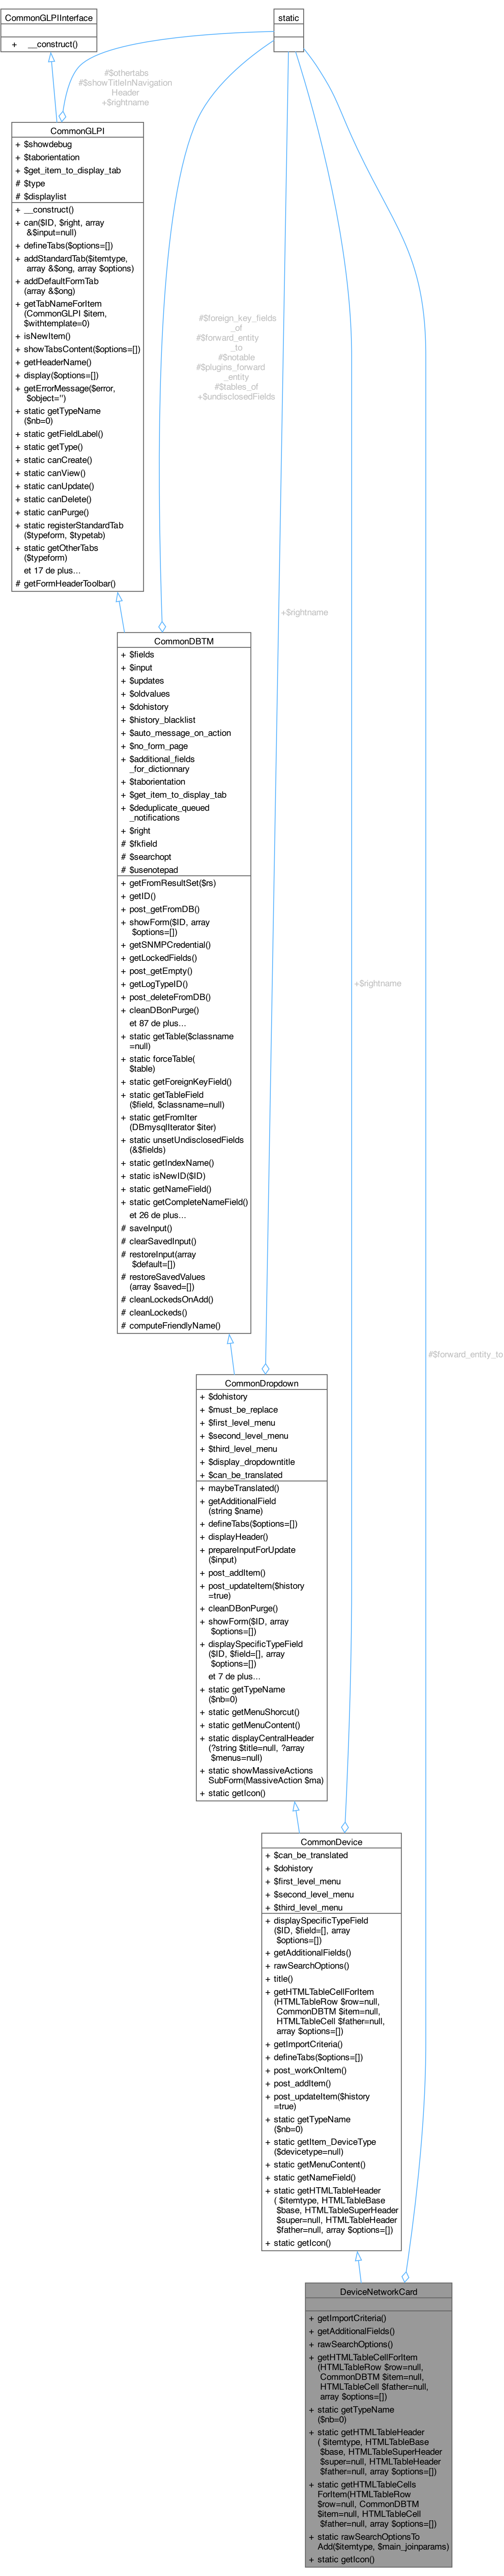 CommonGLPIInterface
+ __construct()
static
#$othertabs
#$showTitleInNavigation
Header
+$rightname
CommonGLPI
+ $showdebug
+ $taborientation
+ $get_item_to_display_tab
# $type
# $displaylist
+ __construct()
+ can($ID, $right, array
&$input=null)
+ defineTabs($options=[])
+ addStandardTab($itemtype,
array &$ong, array $options)
+ addDefaultFormTab
(array &$ong)
+ getTabNameForItem
(CommonGLPI $item,
$withtemplate=0)
+ isNewItem()
+ showTabsContent($options=[])
+ getHeaderName()
+ display($options=[])
+ getErrorMessage($error,
$object='')
+ static getTypeName
($nb=0)
+ static getFieldLabel()
+ static getType()
+ static canCreate()
+ static canView()
+ static canUpdate()
+ static canDelete()
+ static canPurge()
+ static registerStandardTab
($typeform, $typetab)
+ static getOtherTabs
($typeform)
et 17 de plus...
# getFormHeaderToolbar()
#$foreign_key_fields
_of
#$forward_entity
_to
#$notable
#$plugins_forward
_entity
#$tables_of
+$undisclosedFields
+$rightname
CommonDBTM
+ $fields
+ $input
+ $updates
+ $oldvalues
+ $dohistory
+ $history_blacklist
+ $auto_message_on_action
+ $no_form_page
+ $additional_fields
_for_dictionnary
+ $taborientation
+ $get_item_to_display_tab
+ $deduplicate_queued
_notifications
+ $right
# $fkfield
# $searchopt
# $usenotepad
+ getFromResultSet($rs)
+ getID()
+ post_getFromDB()
+ showForm($ID, array
$options=[])
+ getSNMPCredential()
+ getLockedFields()
+ post_getEmpty()
+ getLogTypeID()
+ post_deleteFromDB()
+ cleanDBonPurge()
et 87 de plus...
+ static getTable($classname
=null)
+ static forceTable(
$table)
+ static getForeignKeyField()
+ static getTableField
($field, $classname=null)
+ static getFromIter
(DBmysqlIterator $iter)
+ static unsetUndisclosedFields
(&$fields)
+ static getIndexName()
+ static isNewID($ID)
+ static getNameField()
+ static getCompleteNameField()
et 26 de plus...
# saveInput()
# clearSavedInput()
# restoreInput(array
$default=[])
# restoreSavedValues
(array $saved=[])
# cleanLockedsOnAdd()
# cleanLockeds()
# computeFriendlyName()
+$rightname
#$forward_entity_to
CommonDropdown
+ $dohistory
+ $must_be_replace
+ $first_level_menu
+ $second_level_menu
+ $third_level_menu
+ $display_dropdowntitle
+ $can_be_translated
+ maybeTranslated()
+ getAdditionalField
(string $name)
+ defineTabs($options=[])
+ displayHeader()
+ prepareInputForUpdate
($input)
+ post_addItem()
+ post_updateItem($history
=true)
+ cleanDBonPurge()
+ showForm($ID, array
$options=[])
+ displaySpecificTypeField
($ID, $field=[], array
$options=[])
et 7 de plus...
+ static getTypeName
($nb=0)
+ static getMenuShorcut()
+ static getMenuContent()
+ static displayCentralHeader
(?string $title=null, ?array
$menus=null)
+ static showMassiveActions
SubForm(MassiveAction $ma)
+ static getIcon()
CommonDevice
+ $can_be_translated
+ $dohistory
+ $first_level_menu
+ $second_level_menu
+ $third_level_menu
+ displaySpecificTypeField
($ID, $field=[], array
$options=[])
+ getAdditionalFields()
+ rawSearchOptions()
+ title()
+ getHTMLTableCellForItem
(HTMLTableRow $row=null,
CommonDBTM $item=null,
HTMLTableCell $father=null,
array $options=[])
+ getImportCriteria()
+ defineTabs($options=[])
+ post_workOnItem()
+ post_addItem()
+ post_updateItem($history
=true)
+ static getTypeName
($nb=0)
+ static getItem_DeviceType
($devicetype=null)
+ static getMenuContent()
+ static getNameField()
+ static getHTMLTableHeader
( $itemtype, HTMLTableBase
$base, HTMLTableSuperHeader
$super=null, HTMLTableHeader
$father=null, array $options=[])
+ static getIcon()
DeviceNetworkCard
+ getImportCriteria()
+ getAdditionalFields()
+ rawSearchOptions()
+ getHTMLTableCellForItem
(HTMLTableRow $row=null,
CommonDBTM $item=null,
HTMLTableCell $father=null,
array $options=[])
+ static getTypeName
($nb=0)
+ static getHTMLTableHeader
( $itemtype, HTMLTableBase
$base, HTMLTableSuperHeader
$super=null, HTMLTableHeader
$father=null, array $options=[])
+ static getHTMLTableCells
ForItem(HTMLTableRow
$row=null, CommonDBTM
$item=null, HTMLTableCell
$father=null, array $options=[])
+ static rawSearchOptionsTo
Add($itemtype, $main_joinparams)
+ static getIcon()